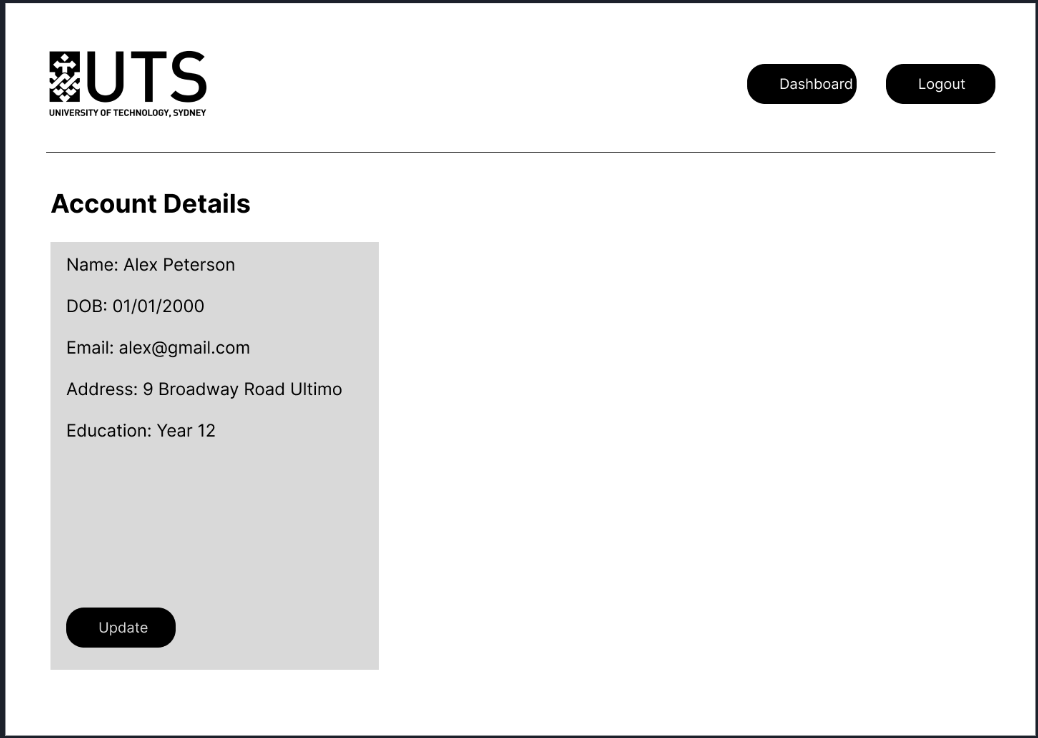 UTS
UNIVERSITY OF TECHNOLOGY, SYDNEY
Dashboard
Logout
Account Details
Name: Alex Peterson
DOB: 01/01/2000
Email: alex@gmail.com
Address: 9 Broadway Road Ultimo
Education: Year 12
Update